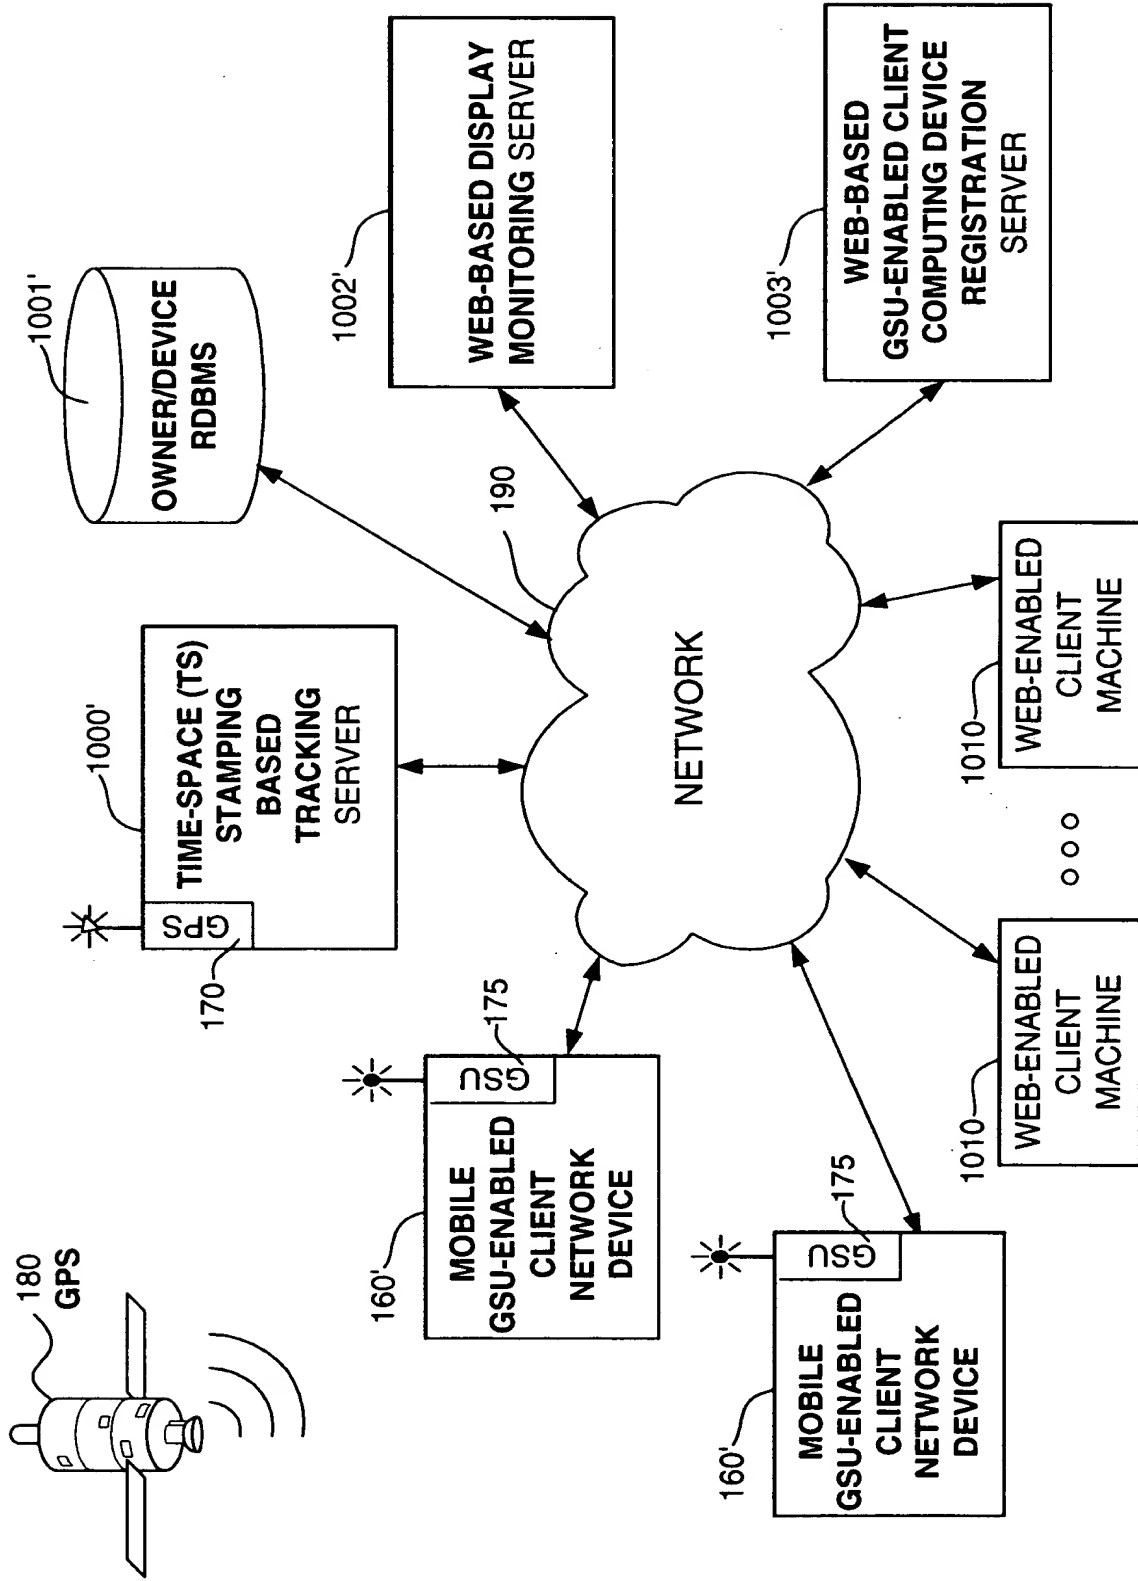 180
GPS
1000'
TIME-SPACE (TS)
STAMPING
BASED
TRACKING
SERVER
GPS
170
1001'
OWNER/DEVICE
RDBMS
1002'
WEB-BASED DISPLAY
MONITORING SERVER
160'
MOBILE
GSU-ENABLED
CLIENT
NETWORK
DEVICE
GSU
175
190
NETWORK
160'
MOBILE
GSU-ENABLED
CLIENT
NETWORK
DEVICE
GSU
175
1003'
WEB-BASED
GSU-ENABLED CLIENT
COMPUTING DEVICE
REGISTRATION
SERVER
1010
WEB-ENABLED
CLIENT
MACHINE
1010
WEB-ENABLED
CLIENT
MACHINE